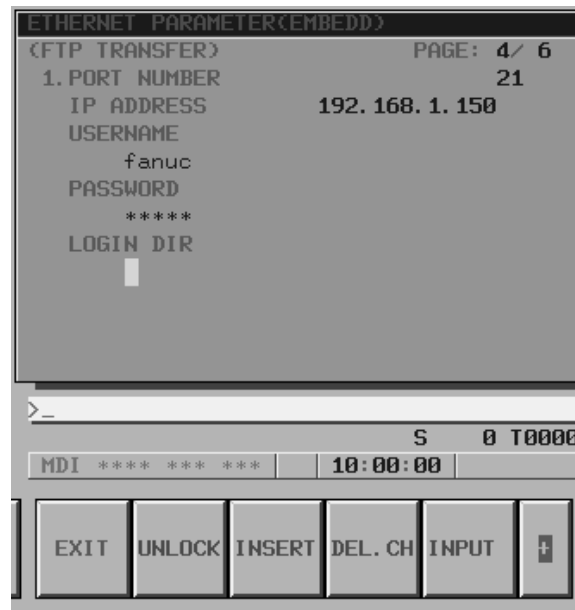 ETHERNET PARAMETER(EMBEDD)
(FTP TRANSFER) PAGE: 4/ 6
1. PORT NUMBER 21
IP ADDRESS 192. 168. 1. 150
USERNAME
fanuc
PASSWORD
*****
LOGIN DIR
>_
S 0 T0000
MDI **** *** *** 10:00:00
EXIT UNLOCK INSERT DEL. CH INPUT +